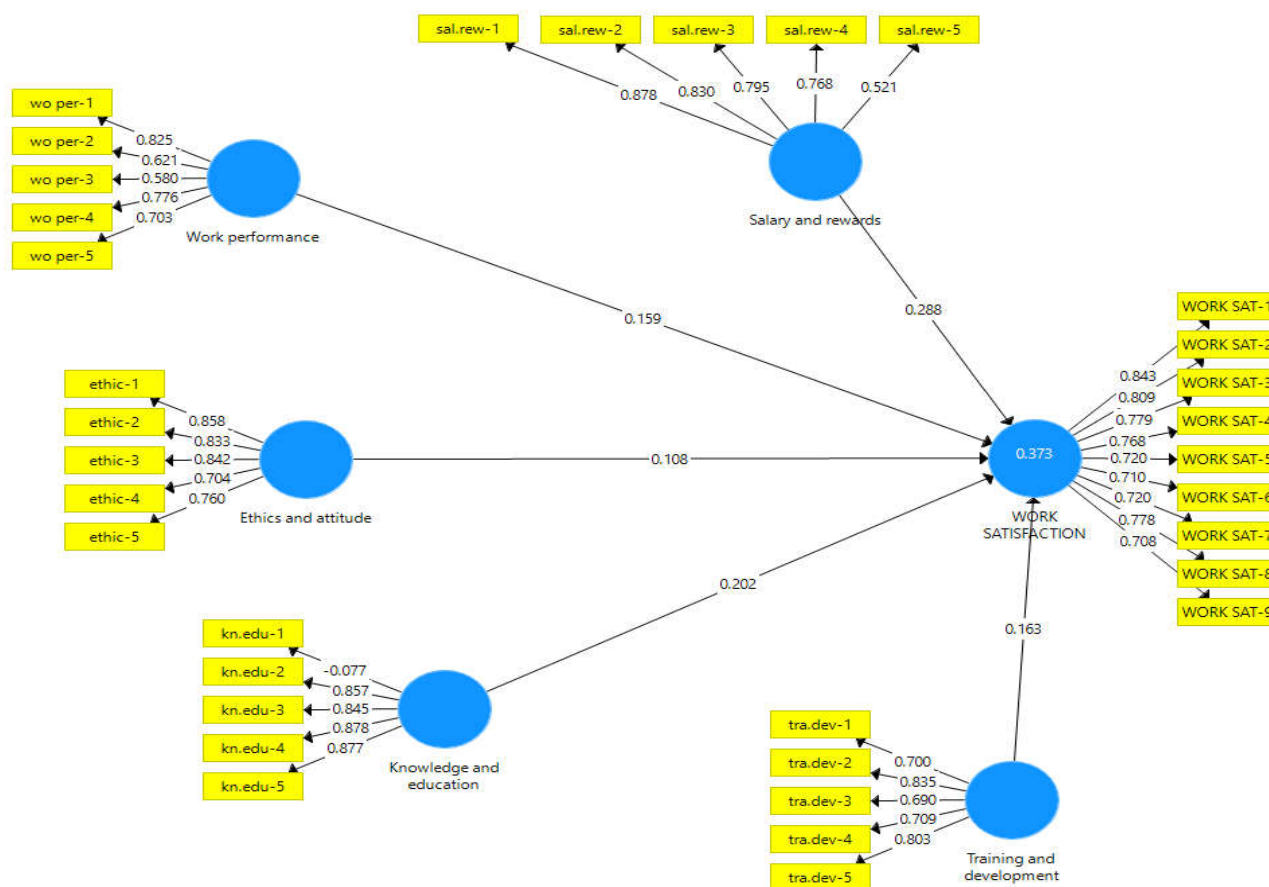 sal.rew-1
sal.rew-2
sal.rew-3
sal.rew-4
sal.rew-5
0.878
0.830
0.795
0.768
0.521
Salary and rewards
wo per-1
wo per-2
wo per-3
wo per-4
wo per-5
0.825
0.621
0.580
0.776
0.703
Work performance
0.159
0.288
ethic-1
ethic-2
ethic-3
ethic-4
ethic-5
0.858
0.833
0.842
0.704
0.760
Ethics and attitude
0.108
0.373
WORK
SATISFACTION
0.843
0.809
0.779
0.768
0.720
0.710
0.720
0.778
0.708
WORK SAT-1
WORK SAT-2
WORK SAT-3
WORK SAT-4
WORK SAT-5
WORK SAT-6
WORK SAT-7
WORK SAT-8
WORK SAT-9
0.202
0.163
kn.edu-1
kn.edu-2
kn.edu-3
kn.edu-4
kn.edu-5
-0.077
0.857
0.845
0.878
0.877
Knowledge and
education
tra.dev-1
tra.dev-2
tra.dev-3
tra.dev-4
tra.dev-5
0.700
0.835
0.690
0.709
0.803
Training and
development